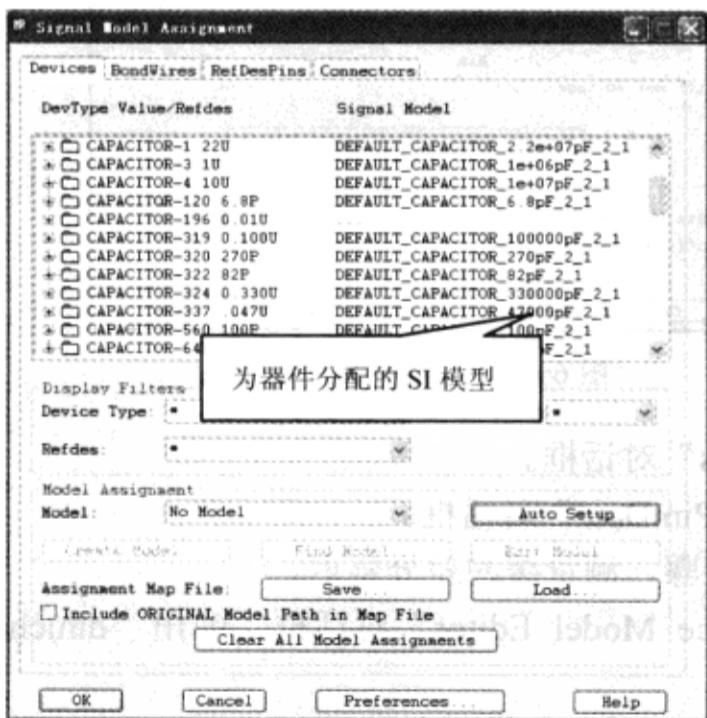 Signal Model Assignment
Devices BondWires RefDesPins Connectors
DevType Value/Refdes Signal Model
CAPACITOR-1 22U DEFAULT_CAPACITOR_2.2e+07pF_2_1
CAPACITOR-3 1U DEFAULT_CAPACITOR_1e+06pF_2_1
CAPACITOR-4 10U DEFAULT_CAPACITOR_1e+07pF_2_1
CAPACITOR-120 6.8P DEFAULT_CAPACITOR_6.8pF_2_1
CAPACITOR-196 0.01U ...
CAPACITOR-319 0.100U DEFAULT_CAPACITOR_100000pF_2_1
CAPACITOR-320 270P DEFAULT_CAPACITOR_270pF_2_1
CAPACITOR-322 82P DEFAULT_CAPACITOR_82pF_2_1
CAPACITOR-324 0.330U DEFAULT_CAPACITOR_330000pF_2_1
CAPACITOR-337 .047U DEFAULT_CAPACITOR_47000pF_2_1
CAPACITOR-560 100P DEFAULT_CAPACITOR_100pF_2_1
CAPACITOR-64 F_2_1
为器件分配的 SI 模型
Display Filters
Device Type: * *
Refdes: *
Model Assignment
Model: No Model Auto Setup
Create Model... Find Model... Edit Model...
Assignment Map File: Save... Load...
Include ORIGINAL Model Path in Map File
Clear All Model Assignments
OK Cancel Preferences... Help